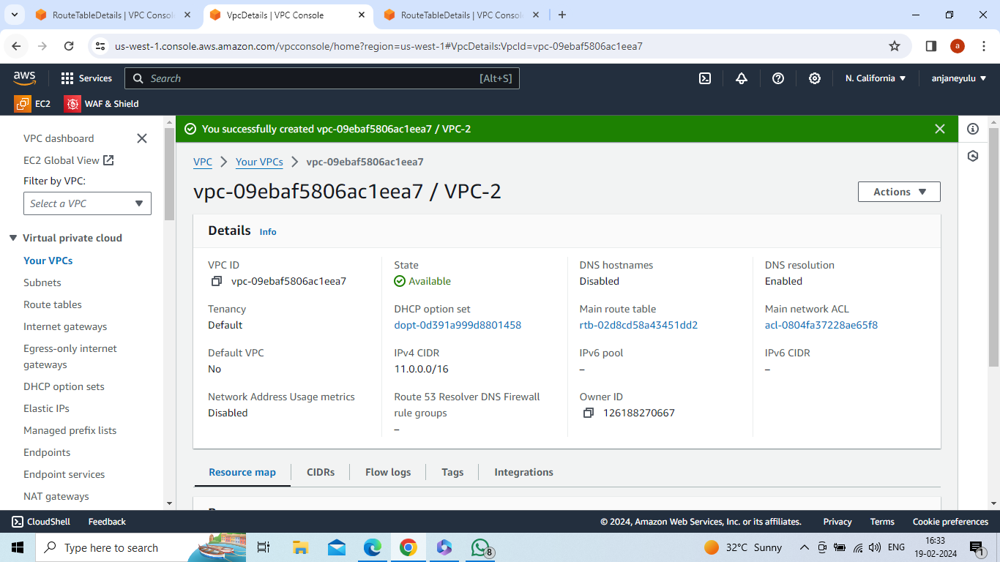 RouteTableDetails | VPC Consol
VpcDetails | VPC Console
RouteTableDetails | VPC Consol
us-west-1.console.aws.amazon.com/vpcconsole/home?region=us-west-1#VpcDetails:VpcId=vpc-09ebaf5806ac1eea7
a
aws
Services
Search
[Alt+S]
N. California
anjaneyulu
EC2
WAF & Shield
VPC dashboard
EC2 Global View
Filter by VPC:
Select a VPC
Virtual private cloud
Your VPCs
Subnets
Route tables
Internet gateways
Egress-only internet
gateways
DHCP option sets
Elastic IPs
Managed prefix lists
Endpoints
Endpoint services
NAT gateways
You successfully created vpc-09ebaf5806ac1eea7 / VPC-2
VPC
Your VPCs
vpc-09ebaf5806ac1eea7
vpc-09ebaf5806ac1eea7 / VPC-2
Actions
Details Info
VPC ID
vpc-09ebaf5806ac1eea7
State
Available
DNS hostnames
Disabled
DNS resolution
Enabled
Tenancy
Default
DHCP option set
dopt-0d391a999d8801458
Main route table
rtb-02d8cd58a43451dd2
Main network ACL
acl-0804fa37228ae65f8
Default VPC
No
IPv4 CIDR
11.0.0.0/16
IPv6 pool
–
IPv6 CIDR
–
Network Address Usage metrics
Disabled
Route 53 Resolver DNS Firewall
rule groups
–
Owner ID
126188270667
Resource map
CIDRs
Flow logs
Tags
Integrations
CloudShell
Feedback
© 2024, Amazon Web Services, Inc. or its affiliates.
Privacy
Terms
Cookie preferences
Type here to search
8
32°C Sunny
ENG
16:33
19-02-2024
1